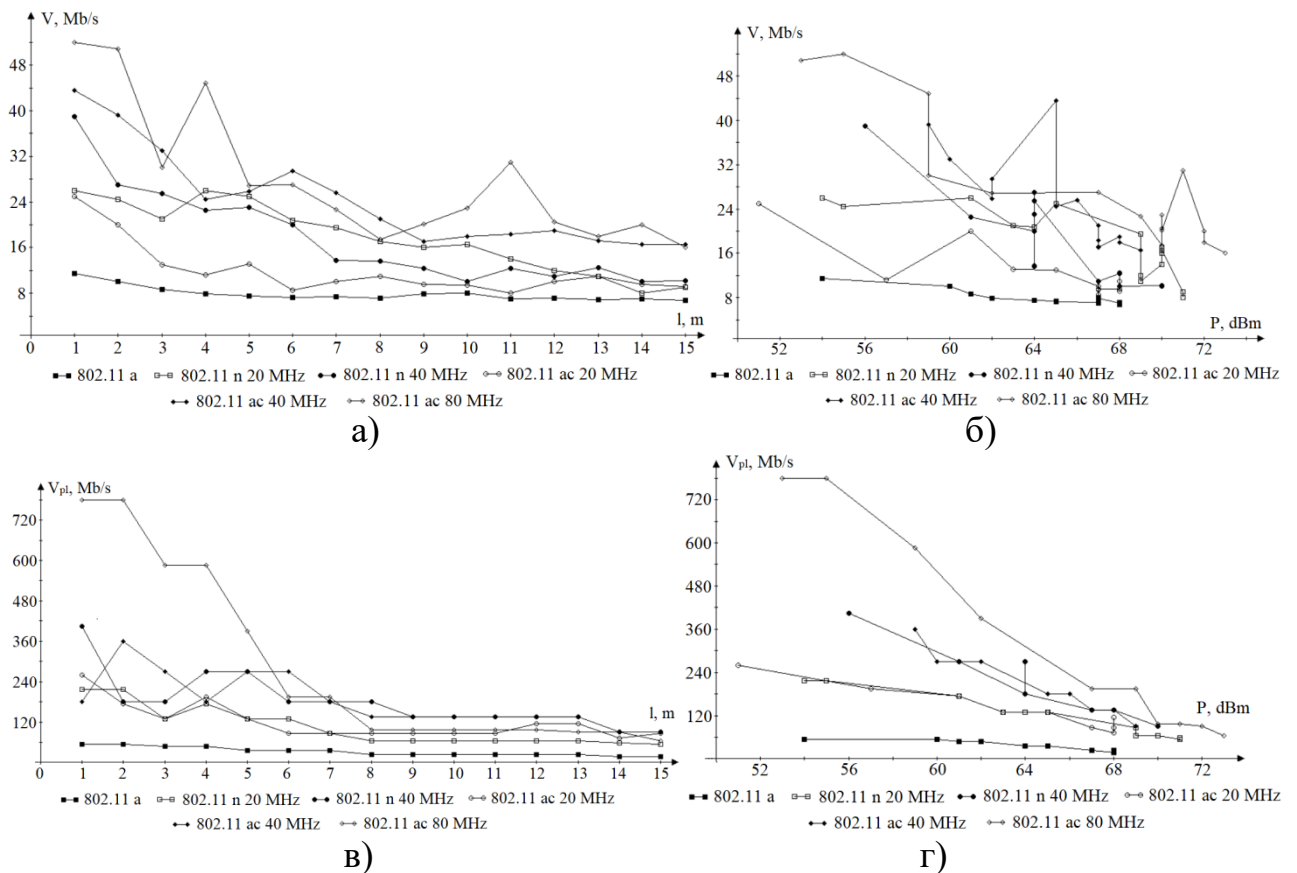 V, Mb/s
48
40
32
24
16
8
l, m
0 1 2 3 4 5 6 7 8 9 10 11 12 13 14 15
802.11 a 802.11 n 20 MHz 802.11 n 40 MHz 802.11 ac 20 MHz
802.11 ac 40 MHz 802.11 ac 80 MHz
а)
V, Mb/s
48
40
32
24
16
8
P, dBm
52 56 60 64 68 72
802.11 a 802.11 n 20 MHz 802.11 n 40 MHz 802.11 ac 20 MHz
802.11 ac 40 MHz 802.11 ac 80 MHz
б)
Vpl, Mb/s
720
600
480
360
240
120
l, m
0 1 2 3 4 5 6 7 8 9 10 11 12 13 14 15
802.11 a 802.11 n 20 MHz 802.11 n 40 MHz 802.11 ac 20 MHz
802.11 ac 40 MHz 802.11 ac 80 MHz
в)
Vpl, Mb/s
720
600
480
360
240
120
P, dBm
52 56 60 64 68 72
802.11 a 802.11 n 20 MHz 802.11 n 40 MHz 802.11 ac 20 MHz
802.11 ac 40 MHz 802.11 ac 80 MHz
г)